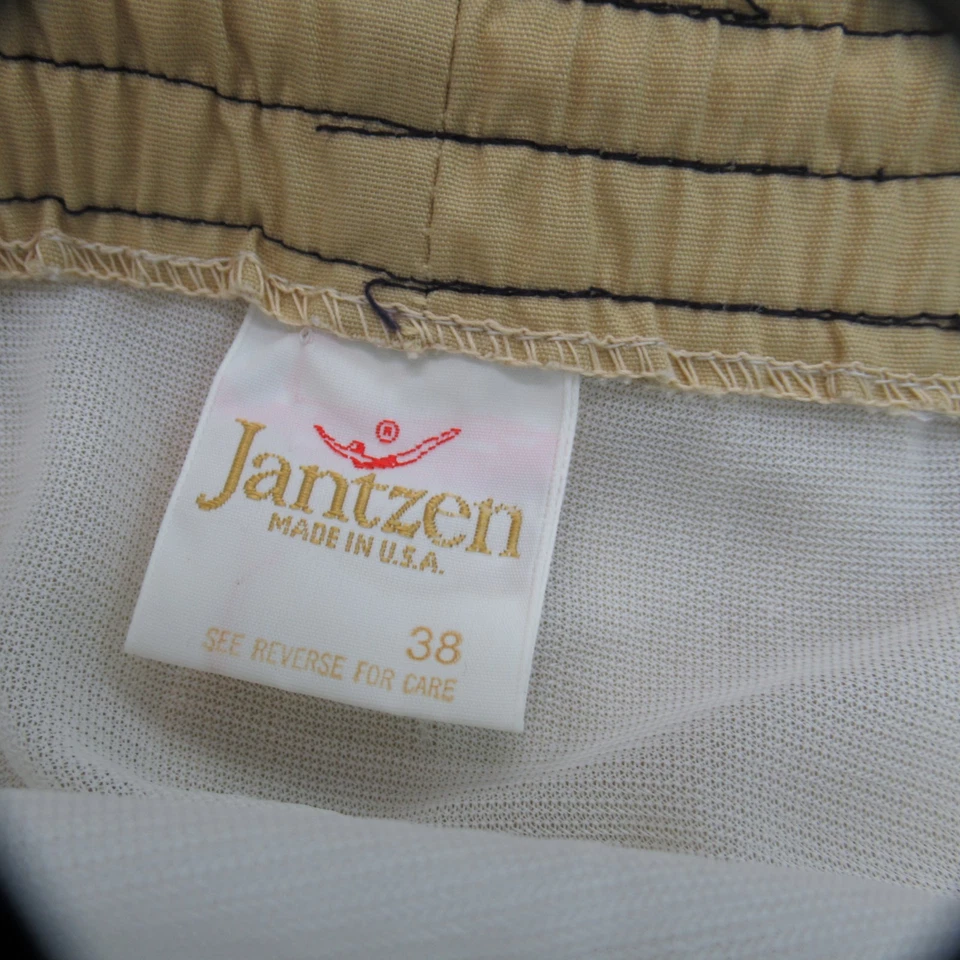 ®
Jantzen
MADE IN U.S.A.
38
SEE REVERSE FOR CARE